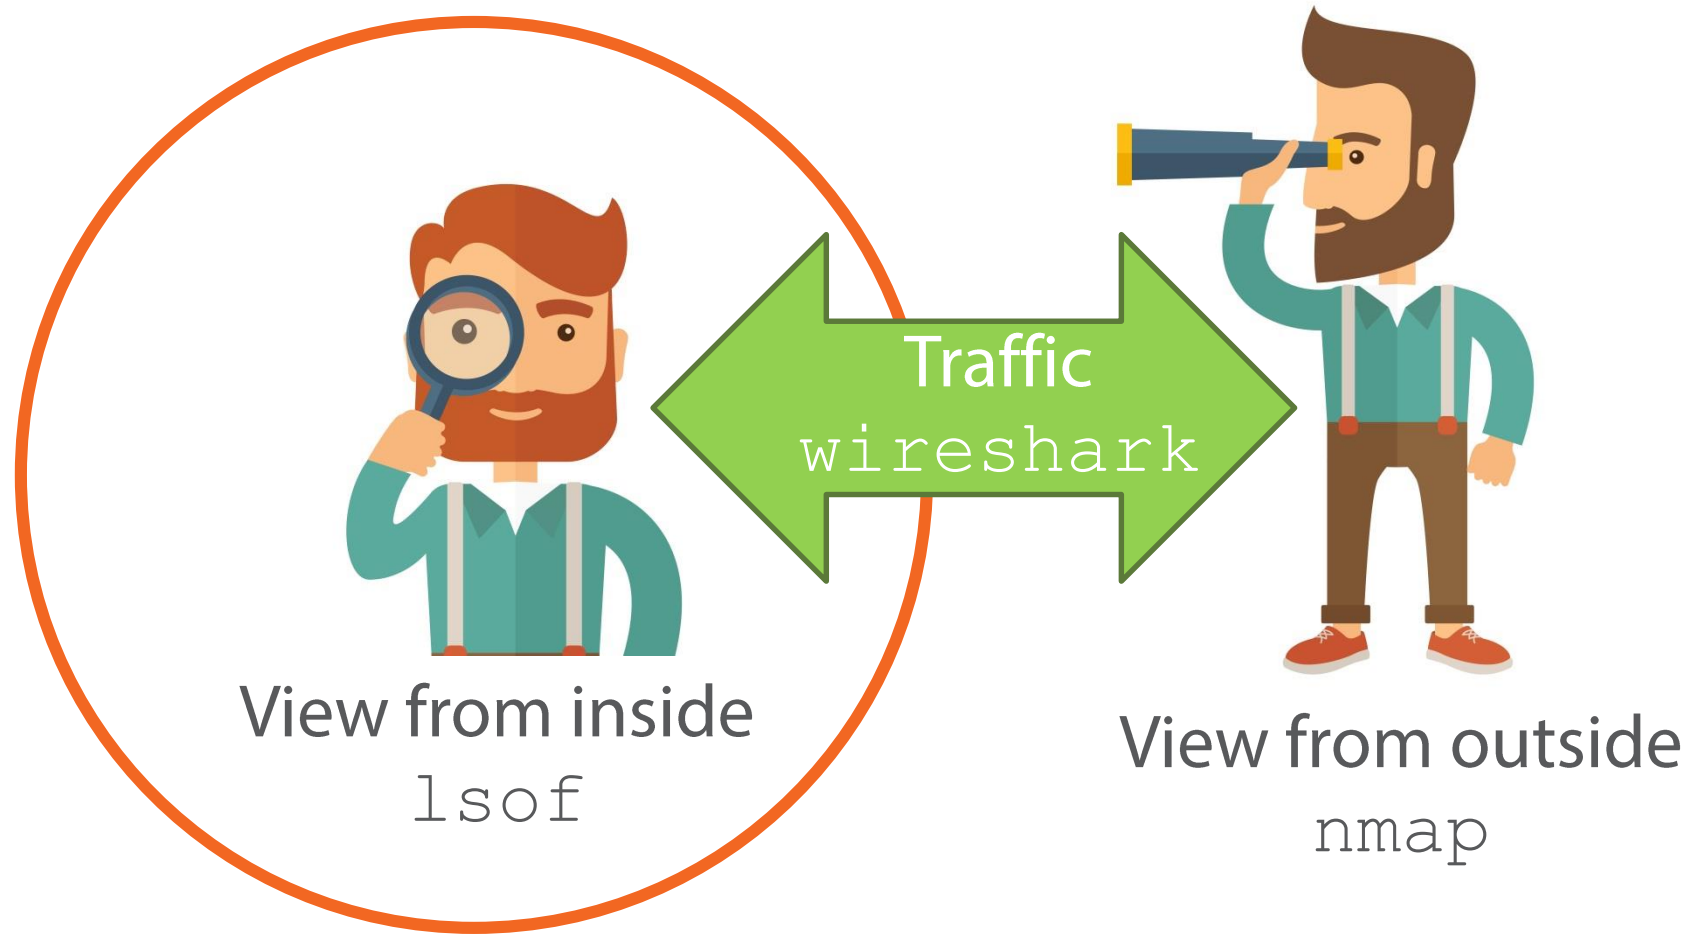 Traffic
wireshark
View from inside
lsof
View from outside
nmap